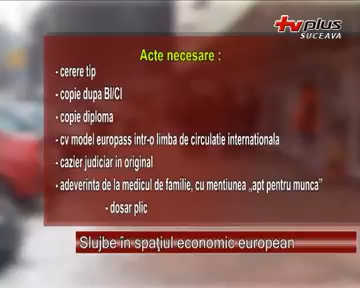 tvplus
SUCEAVA
Acte necesare :
- cerere tip
- copie dupa BI/CI
- copie diploma
- cv model europass intr-o limba de circulatie internationala
- cazier judiciar in original
- adeverinta de la medicul de familie, cu mentiunea ,,apt pentru munca"
- dosar plic
Slujbe în spaţiul economic european